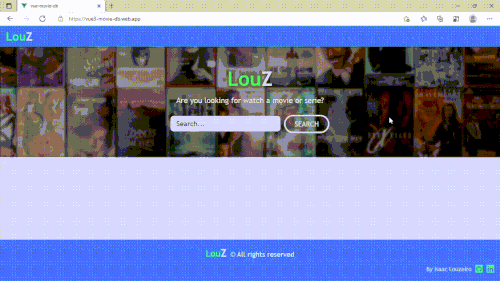 vue-movie-db
https://vue3-movie-db.web.app
LouZ
LouZ
Are you looking for watch a movie or serie?
Search...
SEARCH
LouZ © All rights reserved
By Isaac Louzeiro